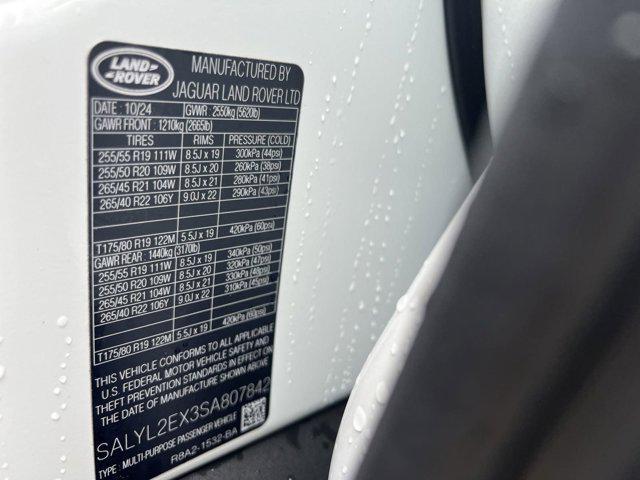 LAND-
-ROVER
MANUFACTURED BY
JAGUAR LAND ROVER LTD
DATE : 10/24 GVWR : 2550kg (5620lb)
GAWR FRONT : 1210kg (2665lb)
TIRES RIMS PRESSURE (COLD)
255/55 R19 111W 8.5J x 19 300kPa (44psi)
255/50 R20 109W 8.5J x 20 260kPa (38psi)
265/45 R21 104W 8.5J x 21 280kPa (41psi)
265/40 R22 106Y 9.0J x 22 290kPa (43psi)
T175/80 R19 122M 5.5J x 19 420kPa (60psi)
GAWR REAR : 1440kg (3170lb)
255/55 R19 111W 8.5J x 19 340kPa (50psi)
255/50 R20 109W 8.5J x 20 320kPa (47psi)
265/45 R21 104W 8.5J x 21 330kPa (48psi)
265/40 R22 106Y 9.0J x 22 310kPa (45psi)
T175/80 R19 122M 5.5J x 19 420kPa (60psi)
THIS VEHICLE CONFORMS TO ALL APPLICABLE
U.S. FEDERAL MOTOR VEHICLE SAFETY AND
THEFT PREVENTION STANDARDS IN EFFECT ON
THE DATE OF MANUFACTURE SHOWN ABOVE
SALYL2EX3SA807842
TYPE : MULTI-PURPOSE PASSENGER VEHICLE
R8A2-1532-BA